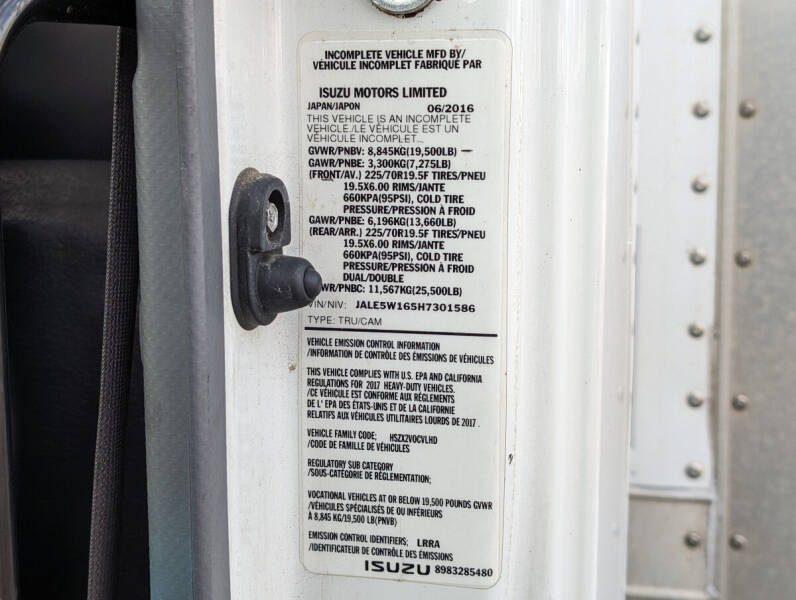 INCOMPLETE VEHICLE MFD BY/
VÉHICULE INCOMPLET FABRIQUÉ PAR
ISUZU MOTORS LIMITED
JAPAN/JAPON 06/2016
THIS VEHICLE IS AN INCOMPLETE
VEHICLE./LE VÉHICULE EST UN
VÉHICULE INCOMPLET...
GVWR/PNBV: 8,845KG(19,500LB)
GAWR/PNBE: 3,300KG(7,275LB)
(FRONT/AV.) 225/70R19.5F TIRES/PNEU
19.5X6.00 RIMS/JANTE
660KPA(95PSI), COLD TIRE
PRESSURE/PRESSION À FROID
GAWR/PNBE: 6,196KG(13,660LB)
(REAR/ARR.) 225/70R19.5F TIRES/PNEU
19.5X6.00 RIMS/JANTE
660KPA(95PSI), COLD TIRE
PRESSURE/PRESSION À FROID
DUAL/DOUBLE
WR/PNBC: 11,567KG(25,500LB)
VIN/NIV: JALE5W165H7301586
TYPE: TRU/CAM
VEHICLE EMISSION CONTROL INFORMATION
/INFORMATION DE CONTRÔLE DES ÉMISSIONS DE VÉHICULES
THIS VEHICLE COMPLIES WITH U.S. EPA AND CALIFORNIA
REGULATIONS FOR 2017 HEAVY-DUTY VEHICLES.
/CE VÉHICULE EST CONFORME AUX RÈGLEMENTS
DE L' EPA DES ÉTATS-UNIS ET DE LA CALIFORNIE
RELATIFS AUX VÉHICULES UTILITAIRES LOURDS DE 2017 .
VEHICLE FAMILY CODE; HSZX2VOCVLHD
/CODE DE FAMILLE DE VÉHICULES
REGULATORY SUB CATEGORY
/SOUS-CATÉGORIE DE RÉGLEMENTATION;
VOCATIONAL VEHICLES AT OR BELOW 19,500 POUNDS GVWR
/VÉHICULES SPÉCIALISÉS DE OU INFÉRIEURS
À 8,845 KG/19,500 LB(PNVB)
EMISSION CONTROL IDENTIFIERS; LRRA
/IDENTIFICATEUR DE CONTRÔLE DES ÉMISSIONS
ISUZU 8983285480